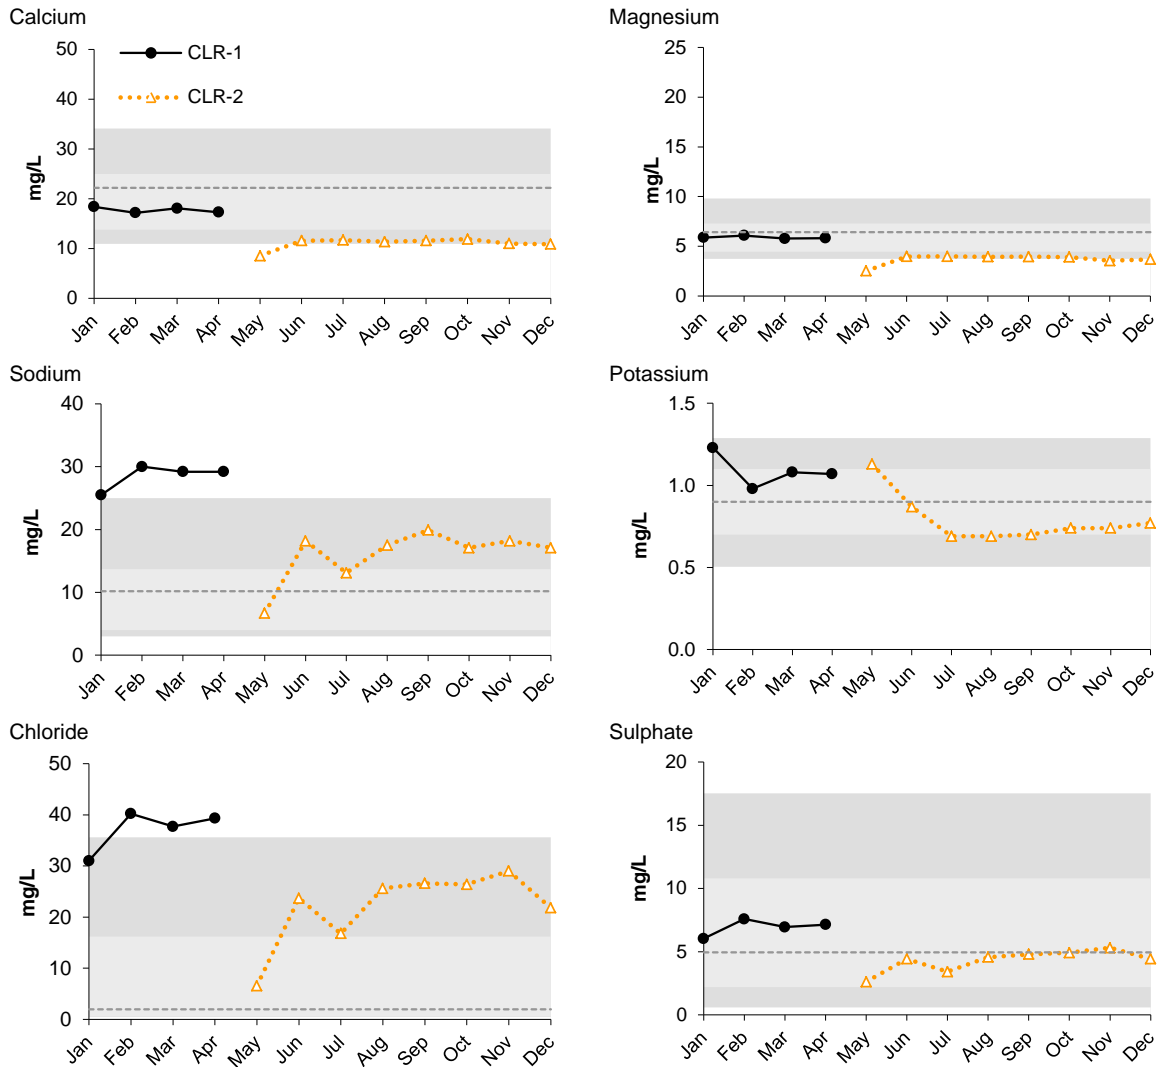 Calcium
mg/L
50
40
30
20
10
0
CLR-1
CLR-2
Jan Feb Mar Apr May Jun Jul Aug Sep Oct Nov Dec
Magnesium
mg/L
25
20
15
10
5
0
Jan Feb Mar Apr May Jun Jul Aug Sep Oct Nov Dec
Sodium
mg/L
40
30
20
10
0
Jan Feb Mar Apr May Jun Jul Aug Sep Oct Nov Dec
Potassium
mg/L
1.5
1.0
0.5
0.0
Jan Feb Mar Apr May Jun Jul Aug Sep Oct Nov Dec
Chloride
mg/L
50
40
30
20
10
0
Jan Feb Mar Apr May Jun Jul Aug Sep Oct Nov Dec
Sulphate
mg/L
20
15
10
5
0
Jan Feb Mar Apr May Jun Jul Aug Sep Oct Nov Dec